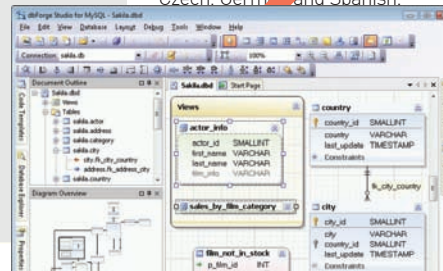 Czech, German and Spanish.
dbForge Studio for MySQL - Sakila.dbd
File Edit View Database Layout Debug Tools Window Help
Connection sakila.db
100%
Document Outline
Sakila.dbd
Start Page
Code Templates
Database Explorer
Properties
Sakila.dbd
Views
Tables
sakila.actor
sakila.address
sakila.category
sakila.city
city.fk_city_country
address.fk_address_city
sakila.country
Diagram Overview
Views
actor_info
actor_id SMALLINT
first_name VARCHAR
last_name VARCHAR
film_info VARCHAR
sales_by_film_category
film_not_in_stock
p_film_id INT
country
country_id SMALLINT
country VARCHAR
last_update TIMESTAMP
Constraints
fk_city_country
city
city_id SMALLINT
city VARCHAR
country_id SMALLINT
last_update TIMESTAMP
Constraints